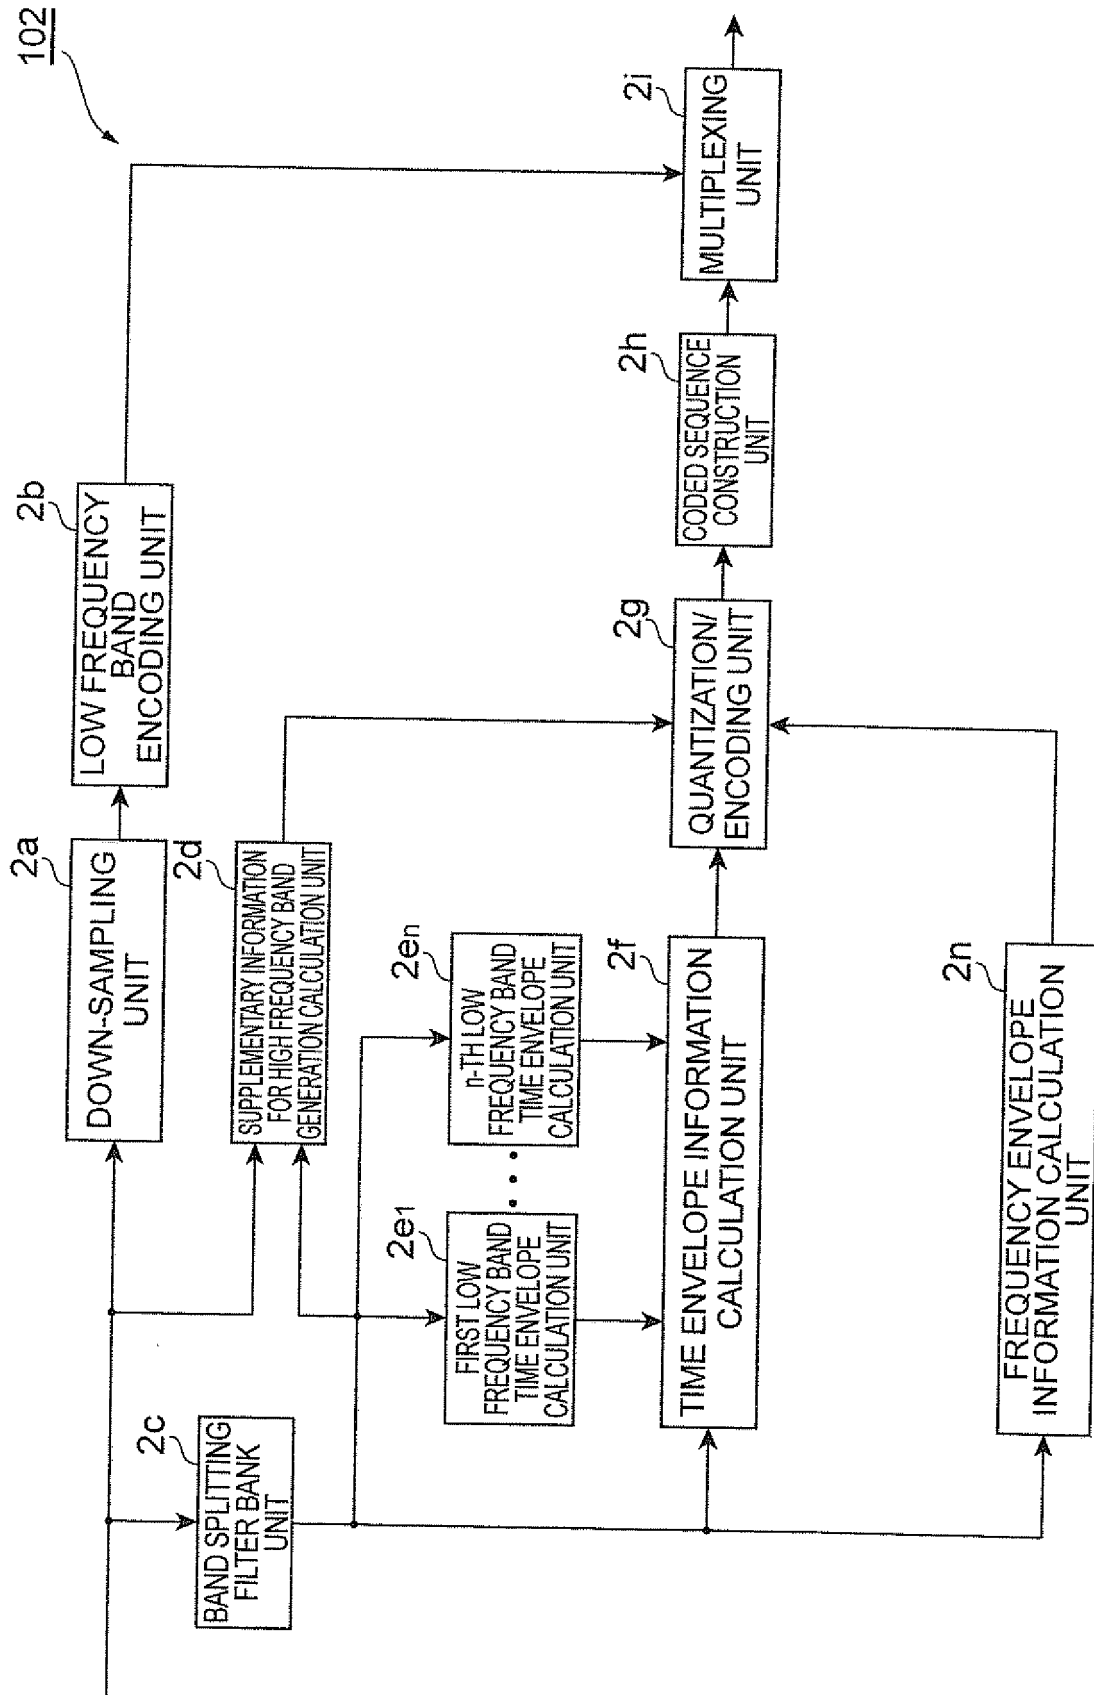 102
2a
DOWN-SAMPLING
UNIT
2b
LOW FREQUENCY
BAND
ENCODING UNIT
2c
BAND SPLITTING
FILTER BANK
UNIT
2d
SUPPLEMENTARY INFORMATION
FOR HIGH FREQUENCY BAND
GENERATION CALCULATION UNIT
2e1
FIRST LOW
FREQUENCY BAND
TIME ENVELOPE
CALCULATION UNIT
2en
n-TH LOW
FREQUENCY BAND
TIME ENVELOPE
CALCULATION UNIT
2f
TIME ENVELOPE INFORMATION
CALCULATION UNIT
2g
QUANTIZATION/
ENCODING UNIT
2h
CODED SEQUENCE
CONSTRUCTION
UNIT
2i
MULTIPLEXING
UNIT
2n
FREQUENCY ENVELOPE
INFORMATION CALCULATION
UNIT